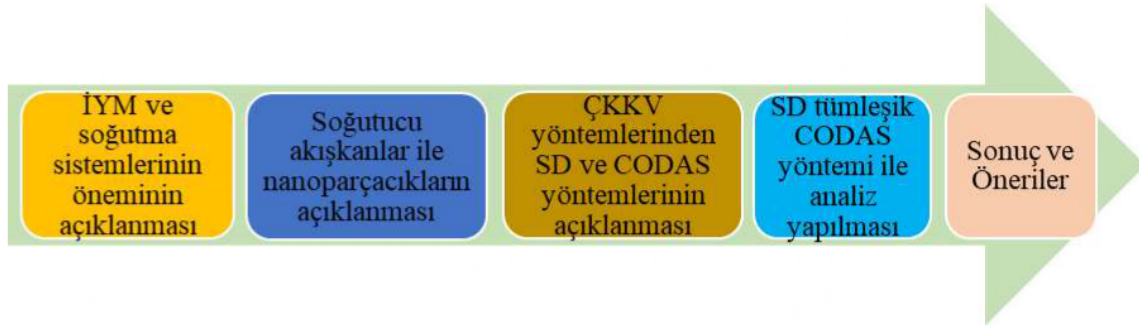 İYM ve
soğutma
sistemlerinin
öneminin
açıklanması
Soğutucu
akışkanlar ile
nanoparçacıkların
açıklanması
ÇKKV
yöntemlerinden
SD ve CODAS
yöntemlerinin
açıklanması
SD tümleşik
CODAS
yöntemi ile
analiz
yapılması
Sonuç ve
Öneriler